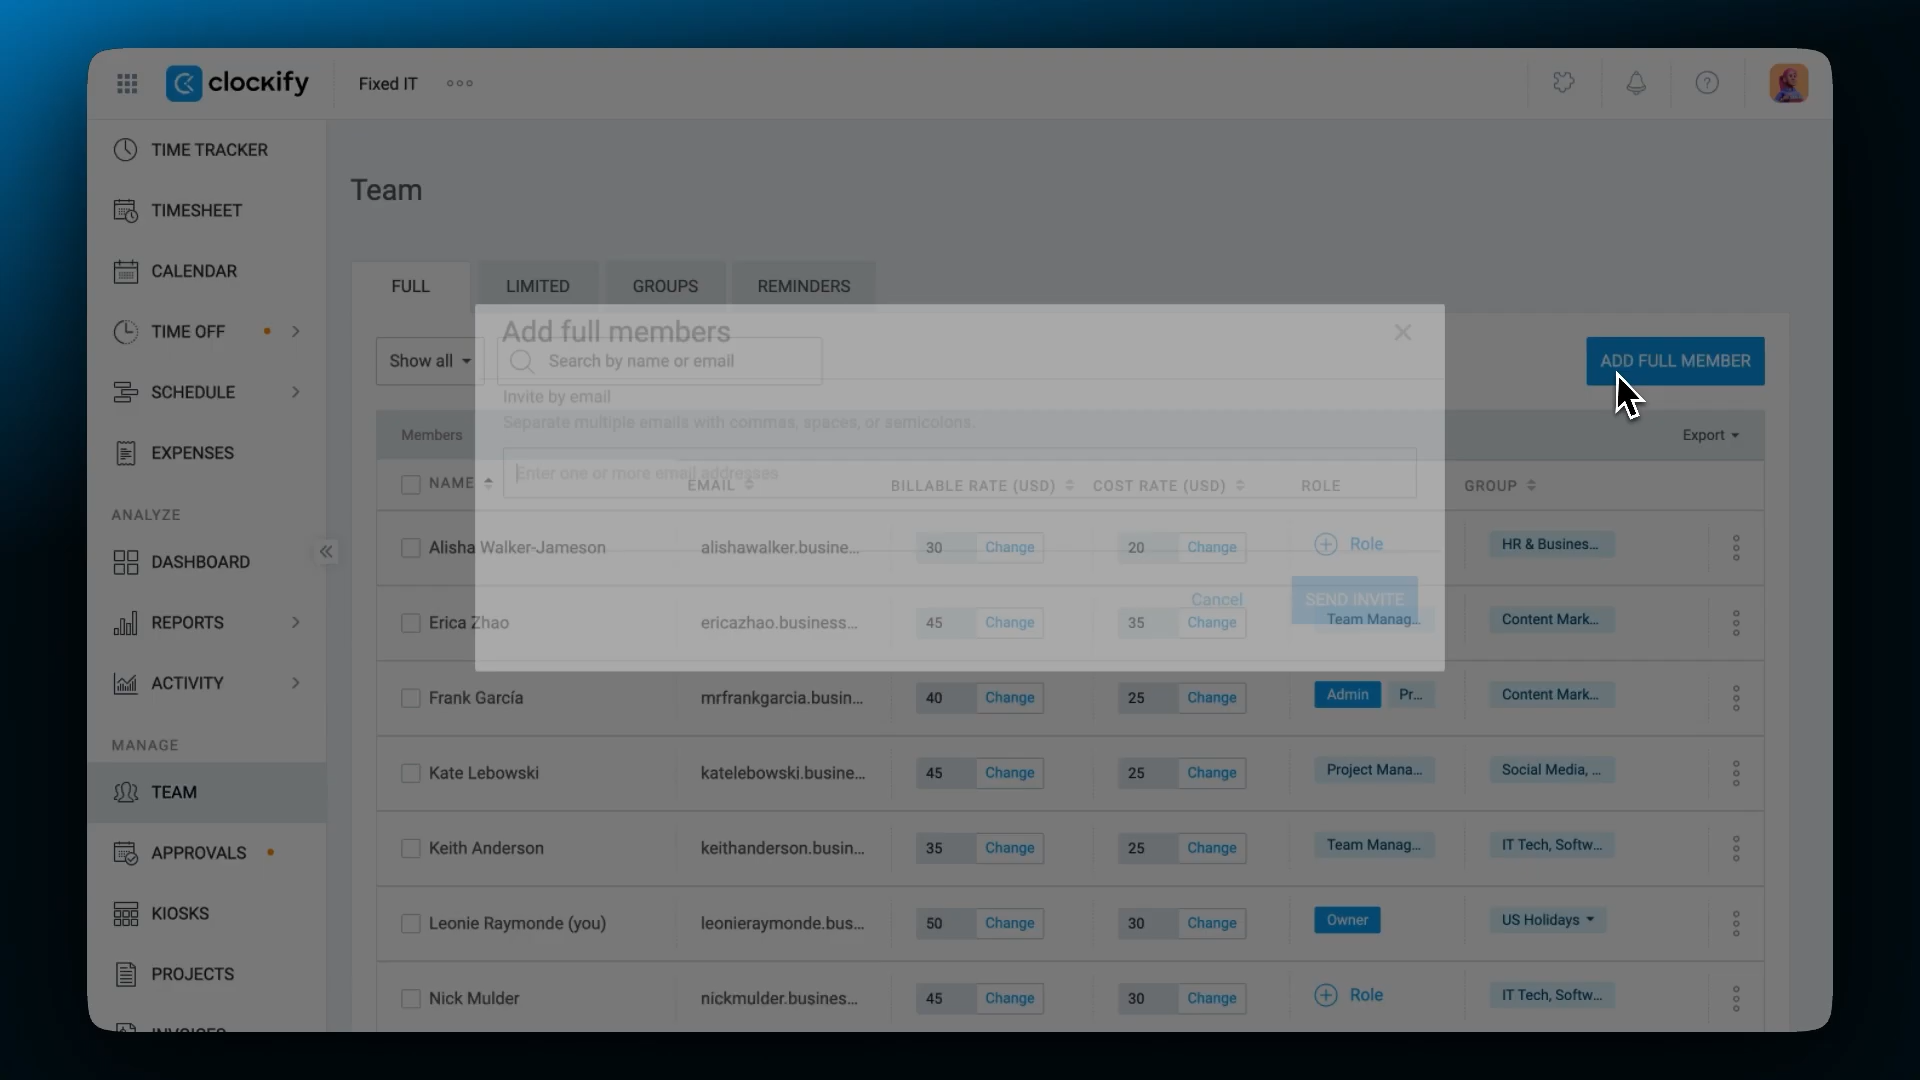 clockify
Fixed IT
TIME TRACKER
TIMESHEET
CALENDAR
TIME OFF
SCHEDULE
EXPENSES
ANALYZE
DASHBOARD
REPORTS
ACTIVITY
MANAGE
TEAM
APPROVALS
KIOSKS
PROJECTS
INVOICES
Team
FULL LIMITED GROUPS REMINDERS
Add full members
Show all Search by name or email ADD FULL MEMBER
Invite by email
Separate multiple emails with commas, spaces, or semicolons.
Members Export
Enter one or more email addresses
NAME EMAIL BILLABLE RATE (USD) COST RATE (USD) ROLE GROUP
Alisha Walker-Jameson alishawalker.busine... 30 Change 20 Change Role HR & Busines...
Cancel SEND INVITE
Erica Zhao ericazhao.business... 45 Change 35 Change Team Manag... Content Mark...
Frank García mrfrankgarcia.busin... 40 Change 25 Change Admin Pr... Content Mark...
Kate Lebowski katelebowski.busine... 45 Change 25 Change Project Mana... Social Media, ...
Keith Anderson keithanderson.busin... 35 Change 25 Change Team Manag... IT Tech, Softw...
Leonie Raymonde (you) leonieraymonde.bus... 50 Change 30 Change Owner US Holidays
Nick Mulder nickmulder.busines... 45 Change 30 Change Role IT Tech, Softw...